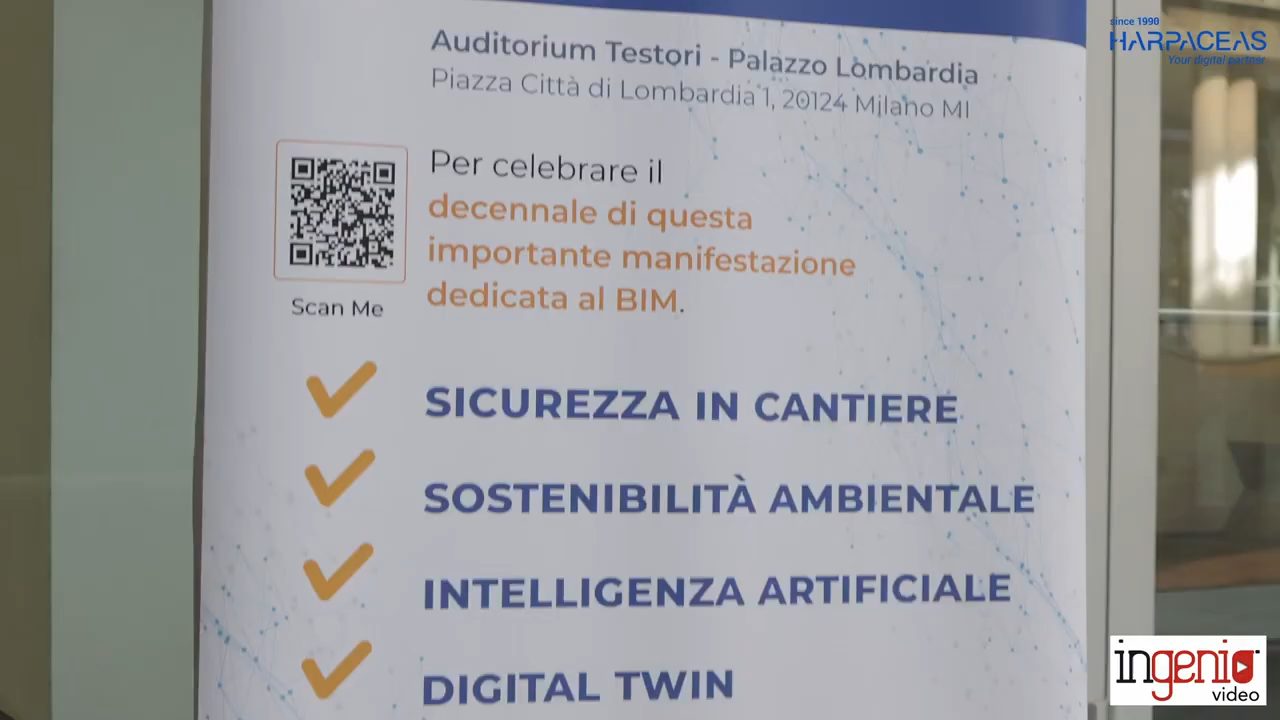 since 1990
HARPACEAS
Your digital partner
Auditorium Testori - Palazzo Lombardia
Piazza Città di Lombardia 1, 20124 Milano MI
Per celebrare il
decennale di questa
importante manifestazione
dedicata al BIM.
Scan Me
SICUREZZA IN CANTIERE
SOSTENIBILITÀ AMBIENTALE
INTELLIGENZA ARTIFICIALE
DIGITAL TWIN
ingenio
video